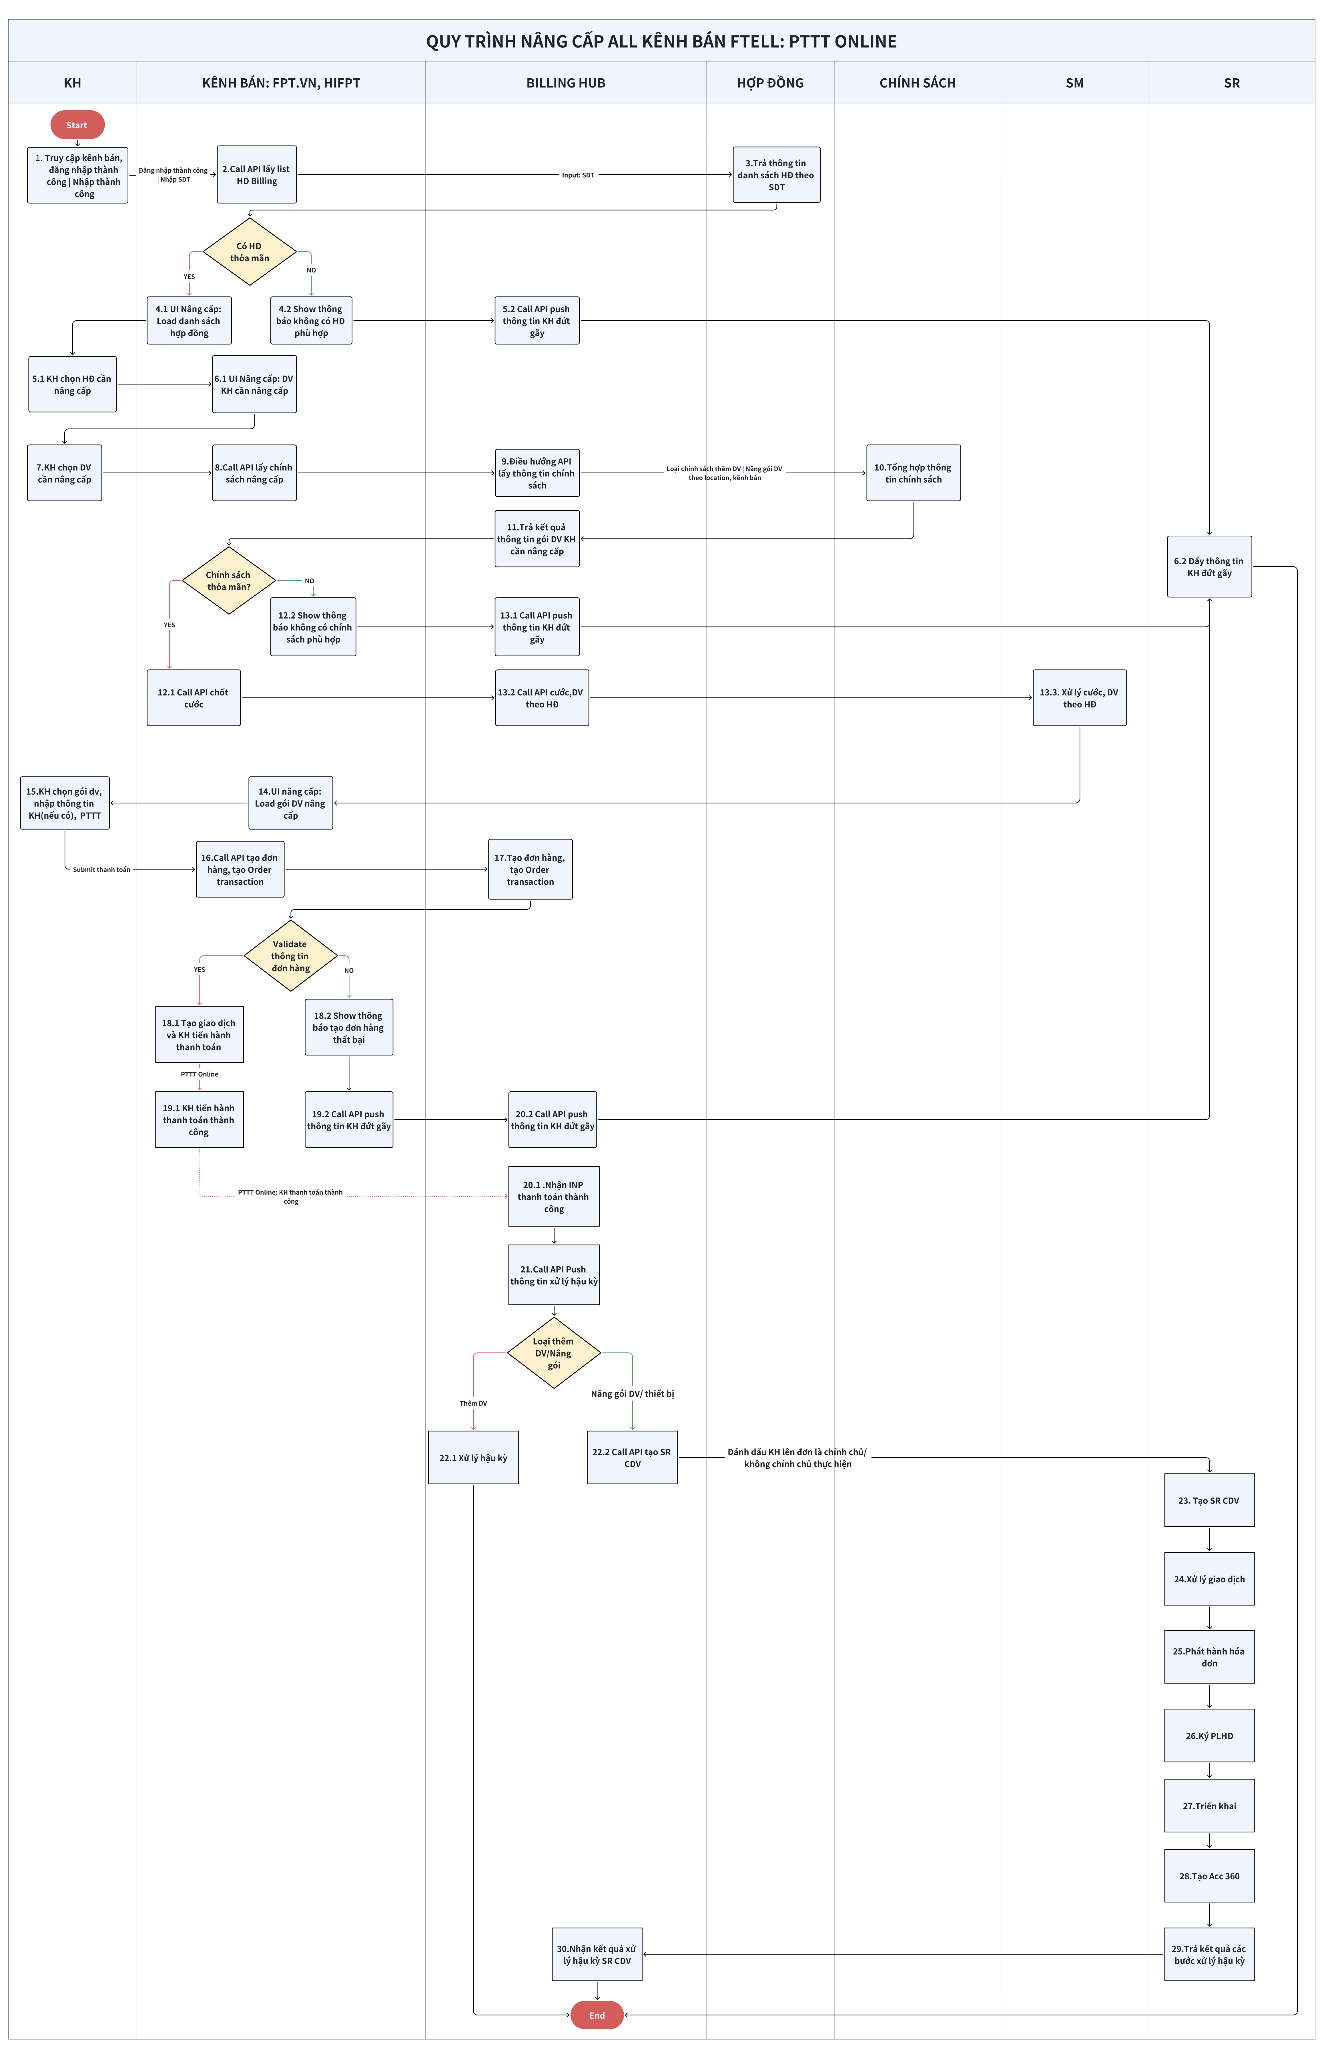 QUY TRÌNH NÂNG CẤP ALL KÊNH BÁN FTELL: PTTT ONLINE
KH
KÊNH BÁN: FPT.VN, HIFPT
BILLING HUB
HỢP ĐỒNG
CHÍNH SÁCH
SM
SR
Start
1. Truy cập kênh bán,
đăng nhập thành
công | Nhập thành
công
Đăng nhập thành công
| Nhập SDT
2.Call API lấy list
HD Billing
Input: SDT
3.Trả thông tin
danh sách HĐ theo
SDT
Có HĐ
thỏa mãn
YES
NO
4.1 UI Nâng cấp:
Load danh sách
hợp đồng
4.2 Show thông
báo không có HD
phù hợp
5.2 Call API push
thông tin KH đứt
gãy
5.1 KH chọn HĐ cần
nâng cấp
6.1 UI Nâng cấp: DV
KH cần nâng cấp
7.KH chọn DV
cần nâng cấp
8.Call API lấy chính
sách nâng cấp
9.Điều hướng API
lấy thông tin chính
sách
Loại chính sách thêm DV | Nâng gói DV
theo location, kênh bán
10.Tổng hợp thông
tin chính sách
11.Trả kết quả
thông tin gói DV KH
cần nâng cấp
6.2 Đẩy thông tin
KH đứt gãy
Chính sách
thỏa mãn?
NO
YES
12.2 Show thông
báo không có chính
sách phù hợp
13.1 Call API push
thông tin KH đứt
gãy
12.1 Call API chốt
cước
13.2 Call API cước,DV
theo HĐ
13.3. Xử lý cước, DV
theo HĐ
15.KH chọn gói dv,
nhập thông tin
KH(nếu có),  PTTT
14.UI nâng cấp:
Load gói DV nâng
cấp
Submit thanh toán
16.Call API tạo đơn
hàng, tạo Order
transaction
17.Tạo đơn hàng,
tạo Order
transaction
Validate
thông tin
đơn hàng
YES
NO
18.1 Tạo giao dịch
và KH tiến hành
thanh toán
18.2 Show thông
báo tạo đơn hàng
thất bại
PTTT Online
19.1 KH tiến hành
thanh toán thành
công
19.2 Call API push
thông tin KH đứt gãy
20.2 Call API push
thông tin KH đứt gãy
PTTT Online: KH thanh toán thành
công
20.1 .Nhận INP
thanh toán thành
công
21.Call API Push
thông tin xử lý hậu kỳ
Loại thêm
DV/Nâng
gói
Thêm DV
Nâng gói DV/ thiết bị
22.1 Xử lý hậu kỳ
22.2 Call API tạo SR
CDV
Đánh dấu KH lên đơn là chính chủ/
không chính chủ thực hiện
23. Tạo SR CDV
24.Xử lý giao dịch
25.Phát hành hóa
đơn
26.Ký PLHĐ
27.Triển khai
28.Tạo Acc 360
30.Nhận kết quả xử
lý hậu kỳ SR CDV
29.Trả kết quả các
bước xử lý hậu kỳ
End